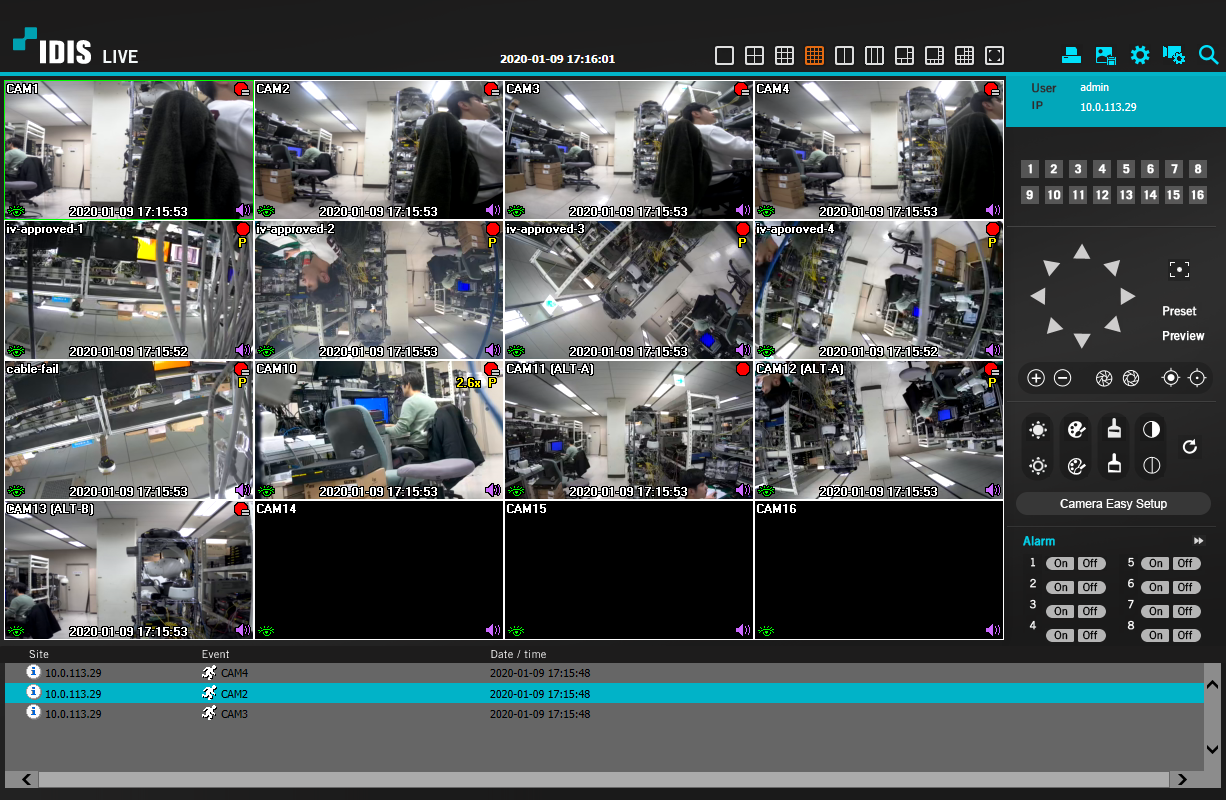 IDIS LIVE
2020-01-09 17:16:01
User admin
IP 10.0.113.29
CAM1
CAM2
CAM3
CAM4
2020-01-09 17:15:53
2020-01-09 17:15:53
2020-01-09 17:15:53
2020-01-09 17:15:53
iv-approved-1
P
iv-approved-2
P
iv-approved-3
P
iv-aporoved-4
P
2020-01-09 17:15:52
2020-01-09 17:15:53
2020-01-09 17:15:53
2020-01-09 17:15:52
cable-fail
P
CAM10
2.6x P
CAM11 (ALT-A)
CAM12 (ALT-A)
P
2020-01-09 17:15:53
2020-01-09 17:15:53
2020-01-09 17:15:53
2020-01-09 17:15:53
CAM13 (ALT-B)
CAM14
CAM15
CAM16
2020-01-09 17:15:53
1 2 3 4 5 6 7 8
9 10 11 12 13 14 15 16
Preset
Preview
Camera Easy Setup
Alarm
1 On Off 5 On Off
2 On Off 6 On Off
3 On Off 7 On Off
4 On Off 8 On Off
Site Event Date / time
10.0.113.29 CAM4 2020-01-09 17:15:48
10.0.113.29 CAM2 2020-01-09 17:15:48
10.0.113.29 CAM3 2020-01-09 17:15:48